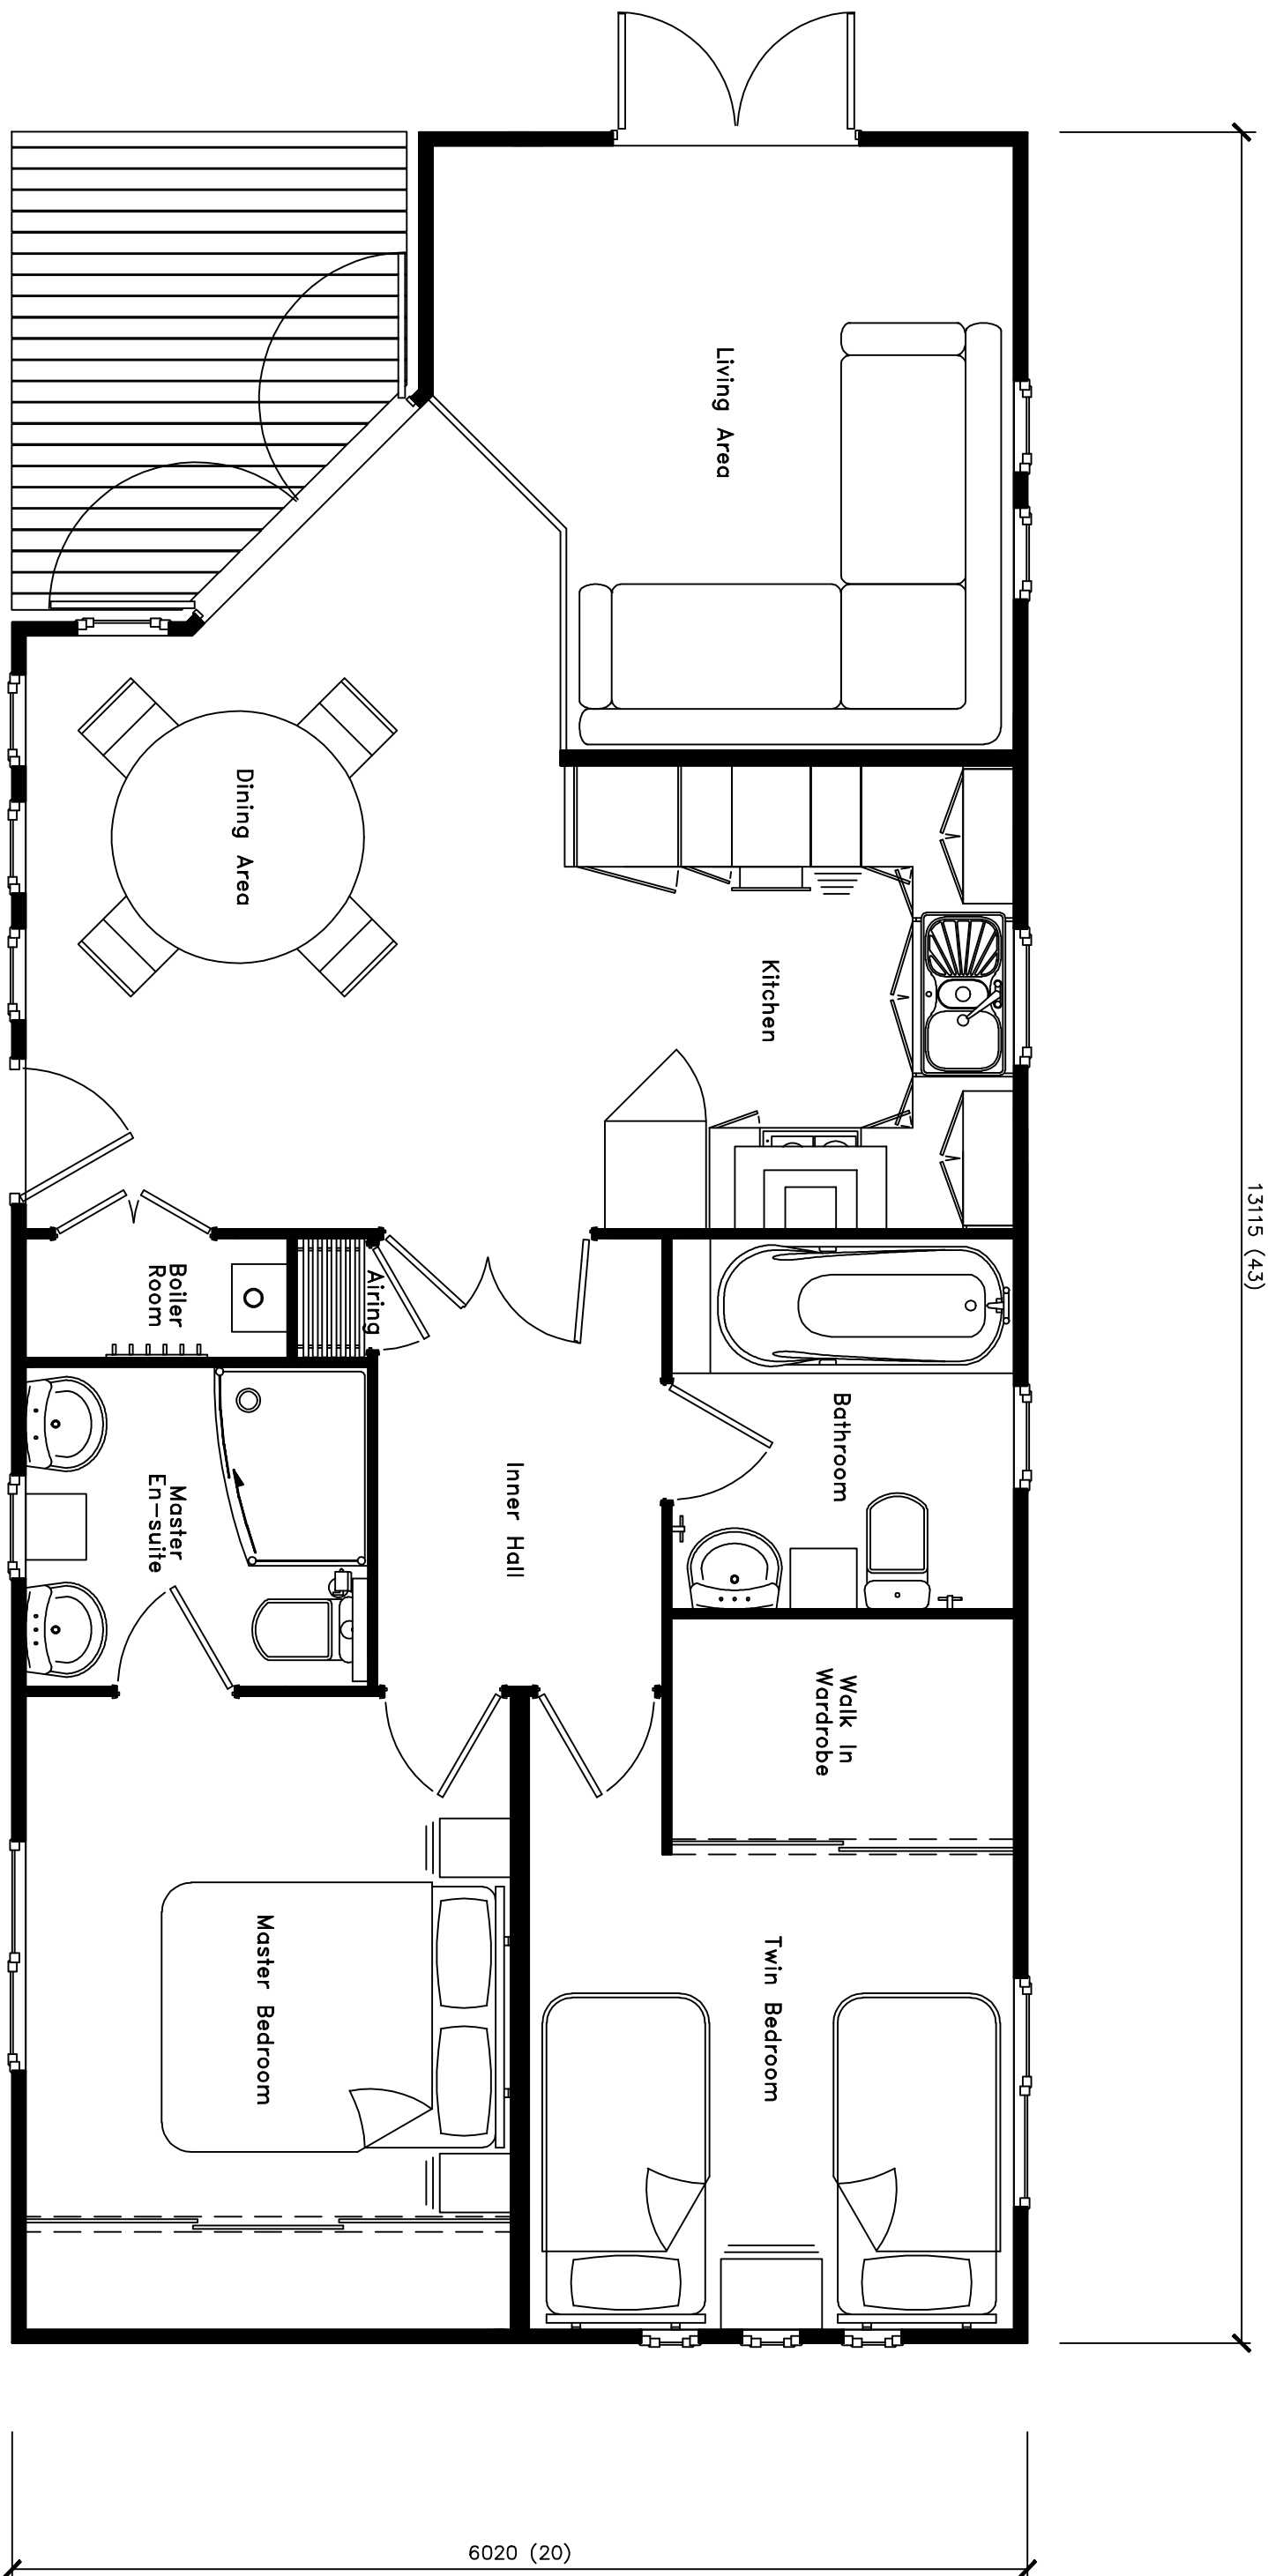 13115 (43)
Living Area
Kitchen
Bathroom
Walk In
Wardrobe
Twin Bedroom
Inner Hall
Airing
Dining Area
Boiler
Room
Master
En-suite
Master Bedroom
6020 (20)